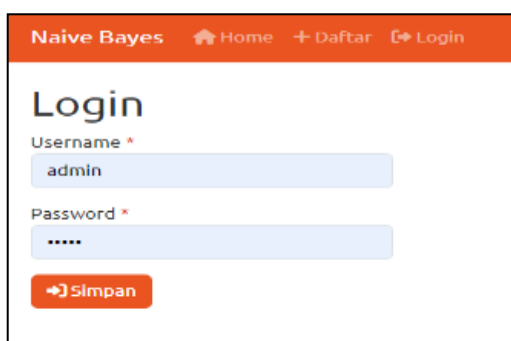 Naive Bayes Home + Daftar Login
Login
Username *
admin
Password *
•••••
Simpan